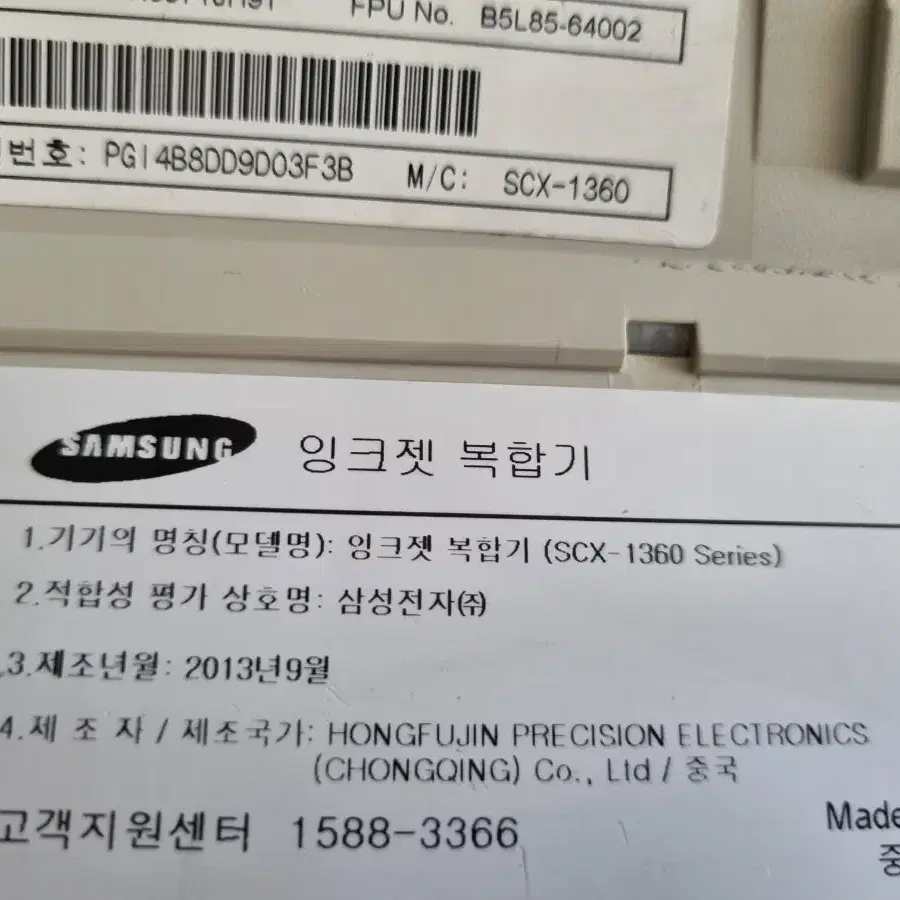 FPU No. B5L85-64002
번호: PGI4B8DD9D03F3B M/C: SCX-1360
SAMSUNG 잉크젯 복합기
1.기기의 명칭(모델명): 잉크젯 복합기 (SCX-1360 Series)
2.적합성 평가 상호명: 삼성전자㈜
3.제조년월: 2013년9월
4.제 조 자 / 제조국가: HONGFUJIN PRECISION ELECTRONICS
(CHONGQING) Co., Ltd / 중국
고객지원센터 1588-3366
Made
중